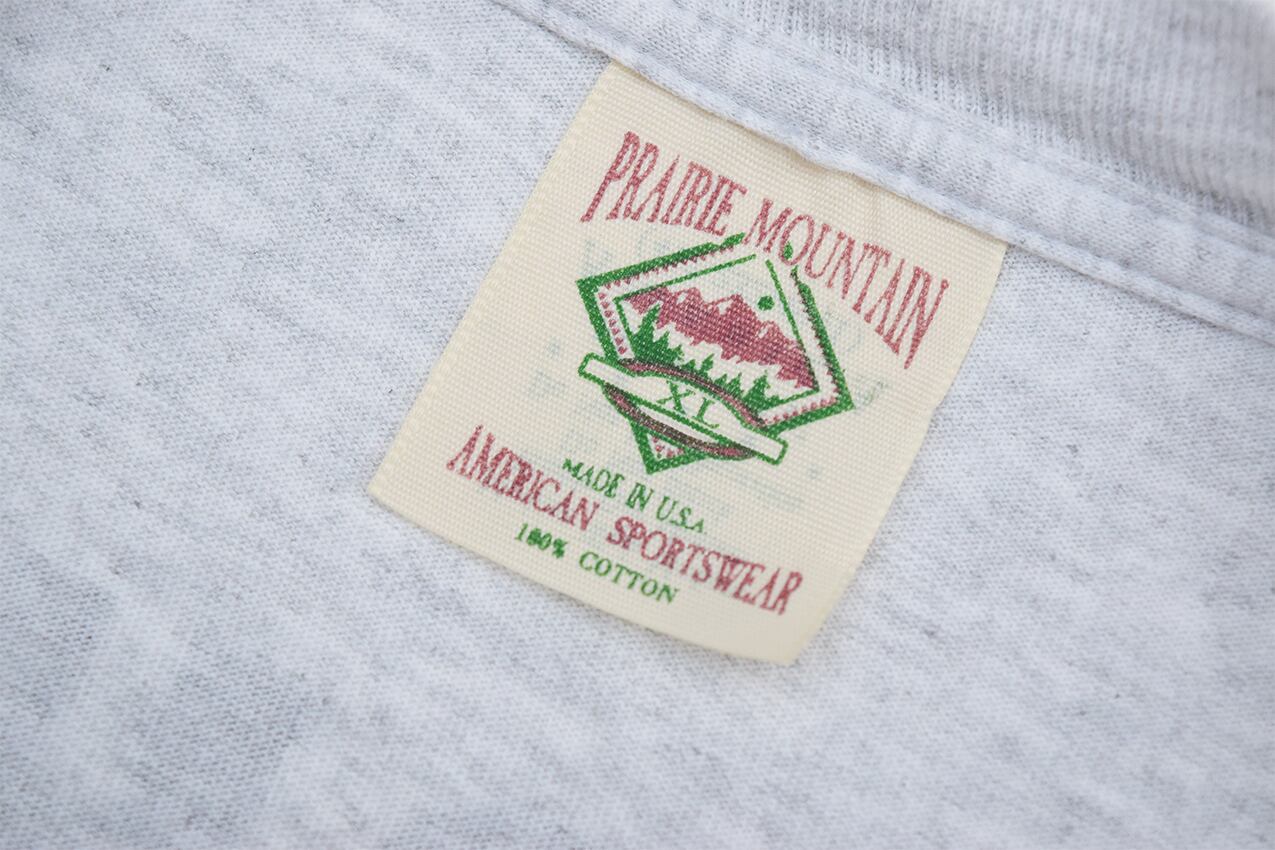 PRAIRIE MOUNTAIN
XL
MADE IN U.S.A.
AMERICAN SPORTSWEAR
100% COTTON